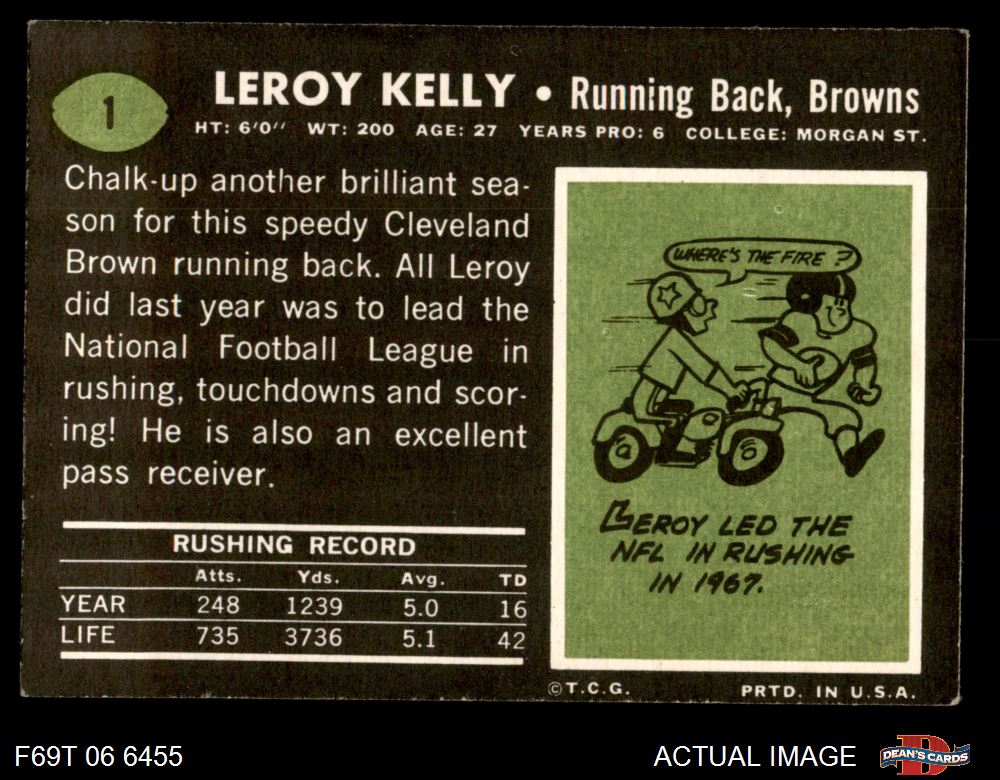 1
LEROY KELLY • Running Back, Browns
HT: 6'0" WT: 200 AGE: 27 YEARS PRO: 6 COLLEGE: MORGAN ST.
Chalk-up another brilliant sea-
son for this speedy Cleveland
Brown running back. All Leroy
did last year was to lead the
National Football League in
rushing, touchdowns and scor-
ing! He is also an excellent
pass receiver.
RUSHING RECORD
Atts. Yds. Avg. TD
YEAR 248 1239 5.0 16
LIFE 735 3736 5.1 42
WHERE'S THE FIRE ?
LEROY LED THE
NFL IN RUSHING
IN 1967.
©T.C.G. PRTD. IN U.S.A.
F69T 06 6455
ACTUAL IMAGE
DEAN'S CARDS